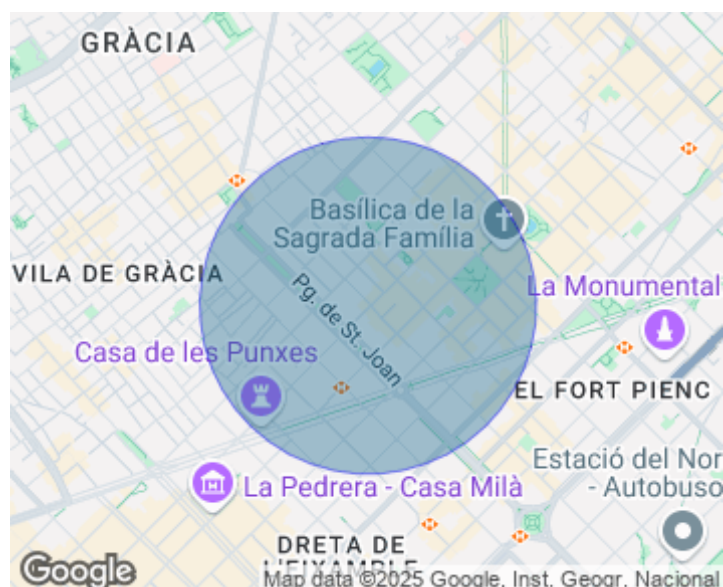 GRÀCIA
Basílica de la
Sagrada Família
VILA DE GRÀCIA
La Monumental
Pg. de St. Joan
Casa de les Punxes
EL FORT PIENC
Estació del Nor
- Autobuso
La Pedrera - Casa Milà
DRETA DE
L'EIXAMPLE
Google
Map data ©2025 Google, Inst. Geogr. Nacional